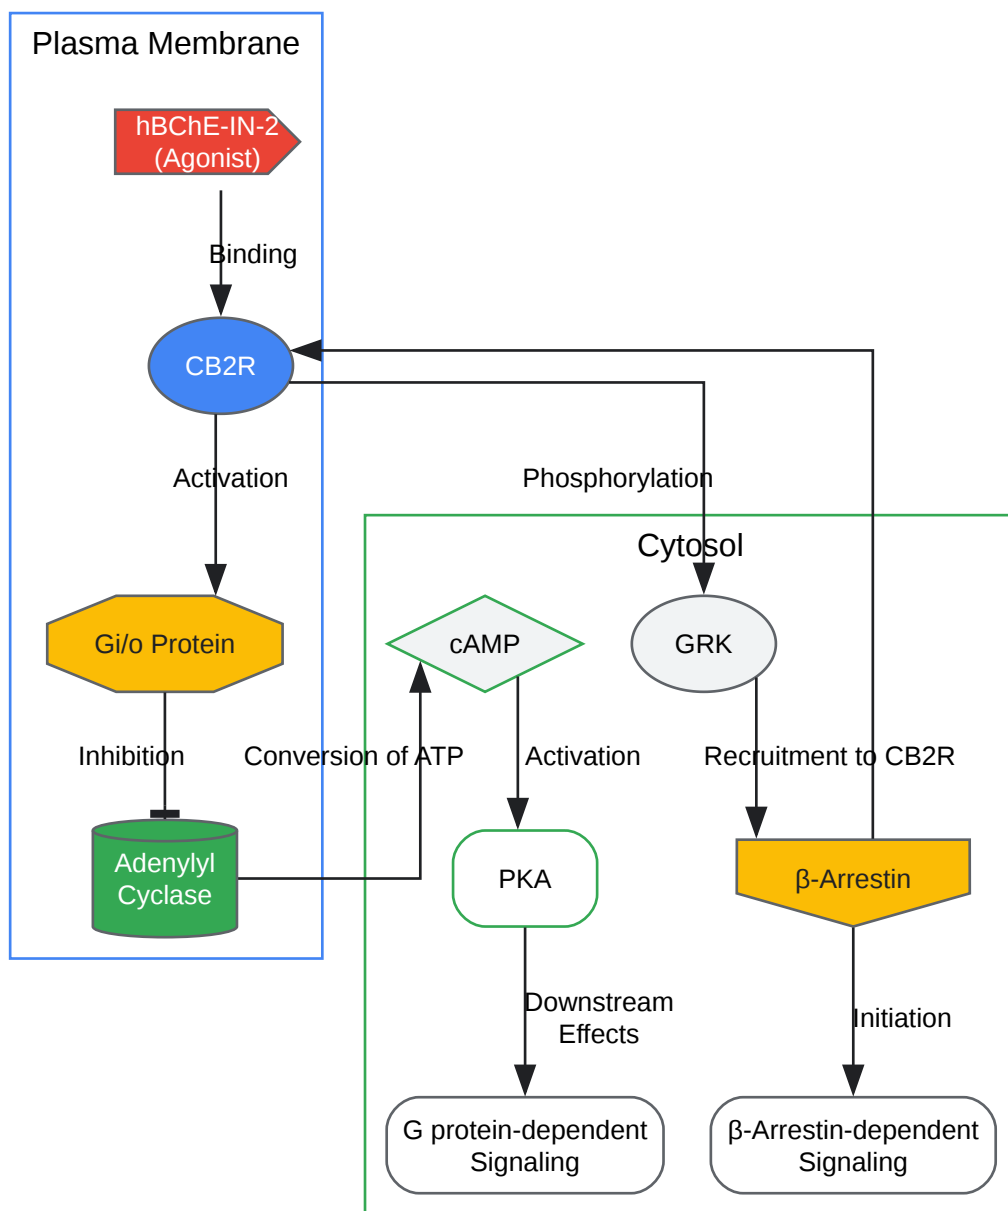 Plasma Membrane
hBChE-IN-2
(Agonist)
Binding
CB2R
Activation
Phosphorylation
Cytosol
Gi/o Protein
cAMP
GRK
Inhibition
Conversion of ATP
Activation
Recruitment to CB2R
Adenylyl
Cyclase
PKA
β-Arrestin
Downstream
Effects
Initiation
G protein-dependent
Signaling
β-Arrestin-dependent
Signaling